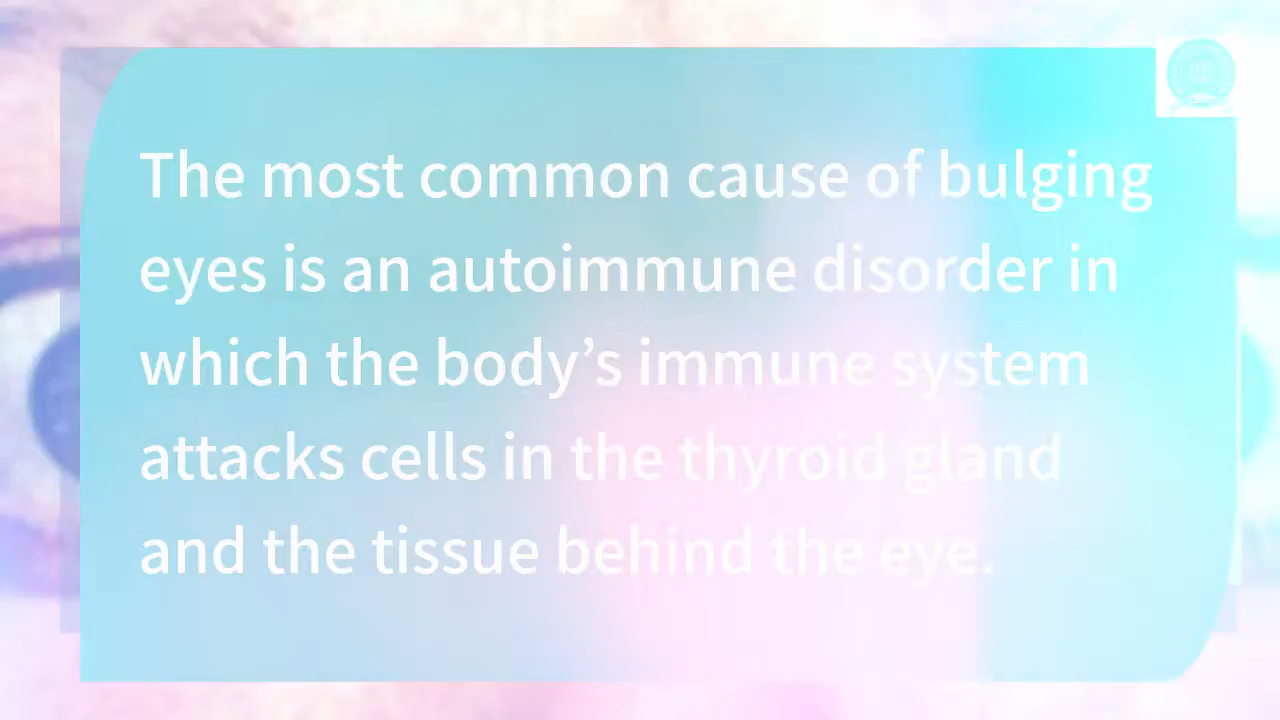 The most common cause of bulging
eyes is an autoimmune disorder in
which the body’s immune system
attacks cells in the thyroid gland
and the tissue behind the eye.